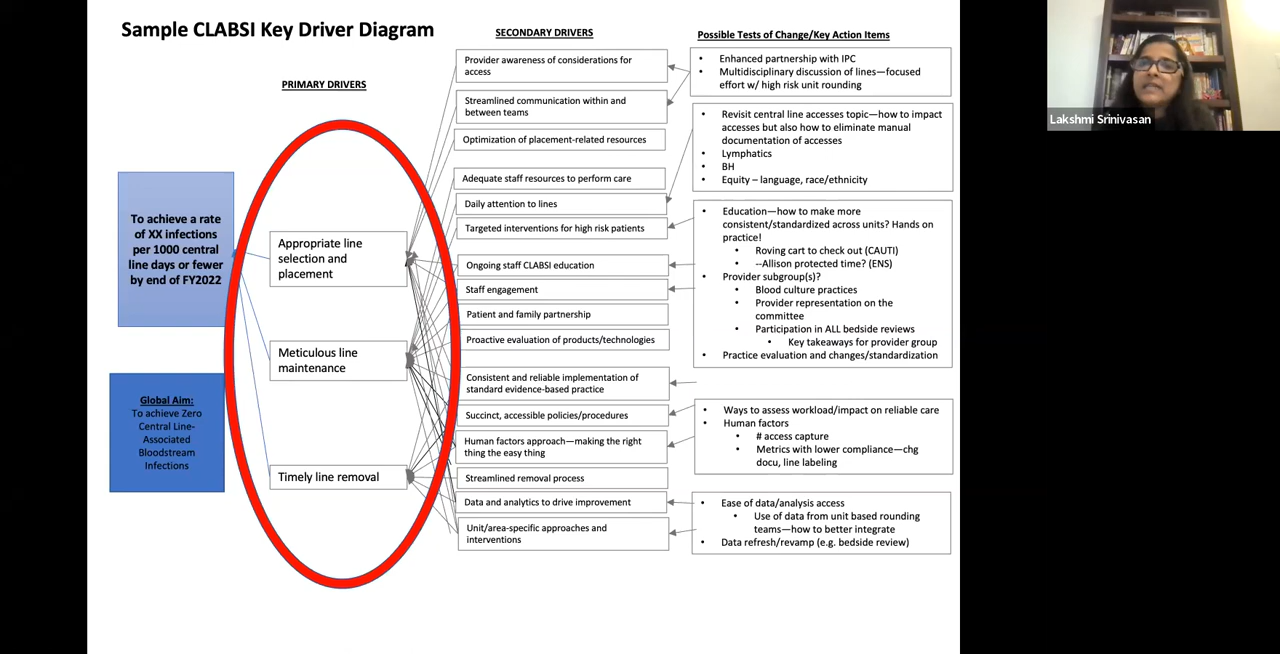 Sample CLABSI Key Driver Diagram
To achieve a rate
of XX infections
per 1000 central
line days or fewer
by end of FY2022
Global Aim:
To achieve Zero
Central Line-
Associated
Bloodstream
Infections
PRIMARY DRIVERS
Appropriate line
selection and
placement
Meticulous line
maintenance
Timely line removal
SECONDARY DRIVERS
Provider awareness of considerations for
access
Streamlined communication within and
between teams
Optimization of placement-related resources
Adequate staff resources to perform care
Daily attention to lines
Targeted interventions for high risk patients
Ongoing staff CLABSI education
Staff engagement
Patient and family partnership
Proactive evaluation of products/technologies
Consistent and reliable implementation of
standard evidence-based practice
Succinct, accessible policies/procedures
Human factors approach—making the right
thing the easy thing
Streamlined removal process
Data and analytics to drive improvement
Unit/area-specific approaches and
interventions
Possible Tests of Change/Key Action Items
• Enhanced partnership with IPC
• Multidisciplinary discussion of lines—focused
effort w/ high risk unit rounding
• Revisit central line accesses topic—how to impact
accesses but also how to eliminate manual
documentation of accesses
• Lymphatics
• BH
• Equity – language, race/ethnicity
• Education—how to make more
consistent/standardized across units? Hands on
practice!
• Roving cart to check out (CAUTI)
• --Allison protected time? (ENS)
• Provider subgroup(s)?
• Blood culture practices
• Provider representation on the
committee
• Participation in ALL bedside reviews
• Key takeaways for provider group
• Practice evaluation and changes/standardization
• Ways to assess workload/impact on reliable care
• Human factors
• # access capture
• Metrics with lower compliance—chg
docu, line labeling
• Ease of data/analysis access
• Use of data from unit based rounding
teams—how to better integrate
• Data refresh/revamp (e.g. bedside review)
Lakshmi Srinivasan